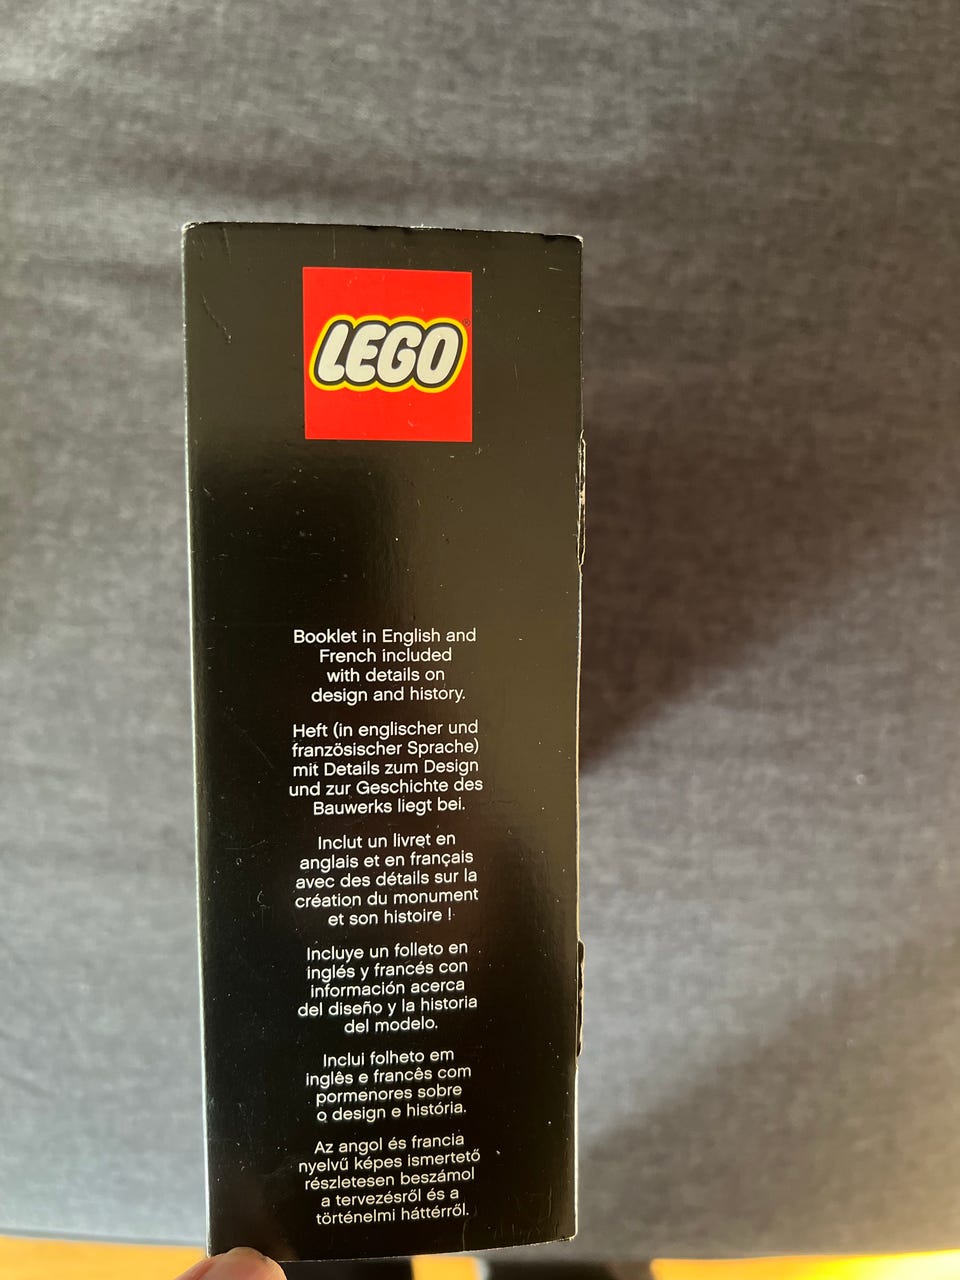 LEGO
Booklet in English and
French included
with details on
design and history.
Heft (in englischer und
französischer Sprache)
mit Details zum Design
und zur Geschichte des
Bauwerks liegt bei.
Inclut un livret en
anglais et en français
avec des détails sur la
création du monument
et son histoire !
Incluye un folleto en
inglés y francés con
información acerca
del diseño y la historia
del modelo.
Inclui folheto em
inglês e francês com
pormenores sobre
o design e história.
Az angol és francia
nyelvű képes ismertető
részletesen beszámol
a tervezésről és a
történelmi háttérről.